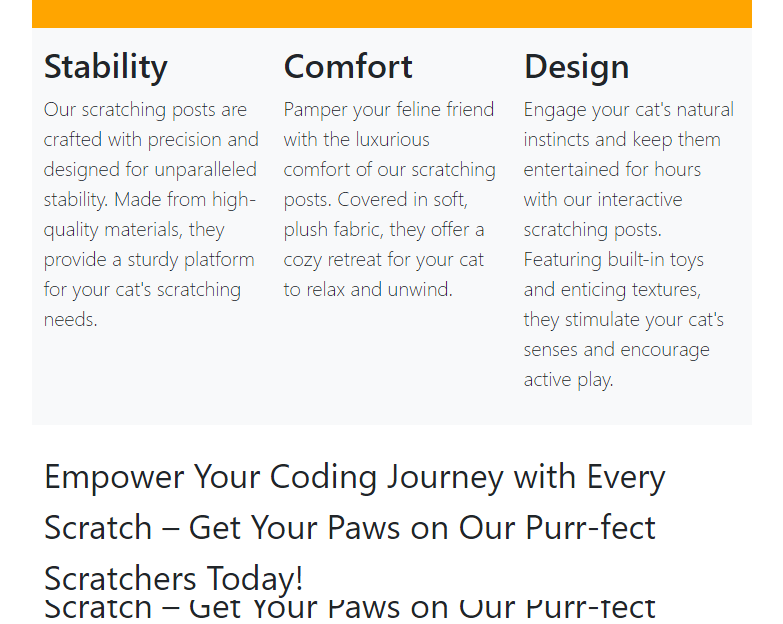 Stability
Our scratching posts are
crafted with precision and
designed for unparalleled
stability. Made from high-
quality materials, they
provide a sturdy platform
for your cat's scratching
needs.
Comfort
Pamper your feline friend
with the luxurious
comfort of our scratching
posts. Covered in soft,
plush fabric, they offer a
cozy retreat for your cat
to relax and unwind.
Design
Engage your cat's natural
instincts and keep them
entertained for hours
with our interactive
scratching posts.
Featuring built-in toys
and enticing textures,
they stimulate your cat's
senses and encourage
active play.
Empower Your Coding Journey with Every
Scratch – Get Your Paws on Our Purr-fect
Scratchers Today!
Scratch – Get Your Paws on Our Purr-fect